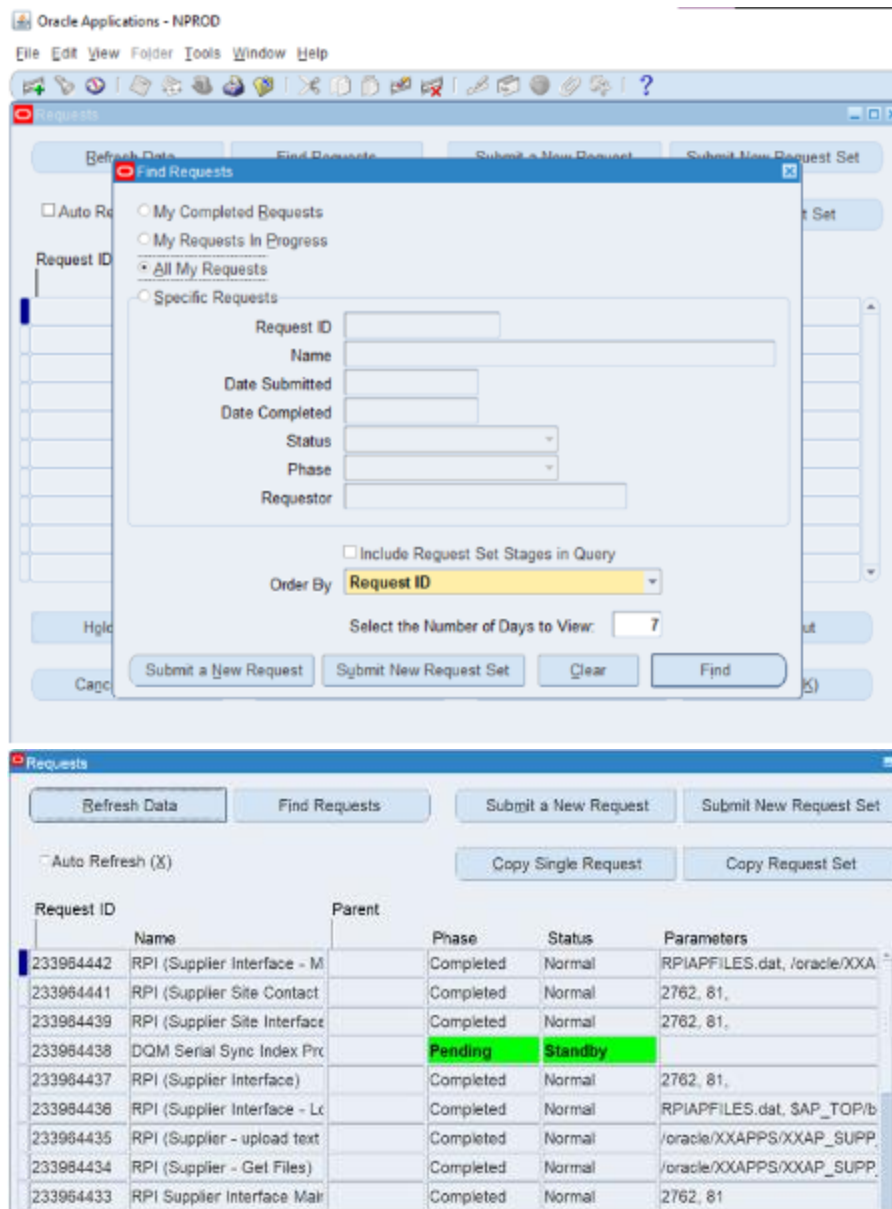 Oracle Applications - NPROD
File Edit View Folder Tools Window Help
Requests
Refresh Data Find Requests Submit a New Request Submit New Request Set
Find Requests
Auto Re
My Completed Requests
t Set
My Requests In Progress
Request ID
All My Requests
Specific Requests
Request ID
Name
Date Submitted
Date Completed
Status
Phase
Requestor
Include Request Set Stages in Query
Order By Request ID
Hold
Select the Number of Days to View: 7
ut
Canc
Submit a New Request Submit New Request Set Clear Find
K)
Requests
Refresh Data Find Requests Submit a New Request Submit New Request Set
Auto Refresh (X) Copy Single Request Copy Request Set
Request ID Parent
Name Phase Status Parameters
233964442 RPI (Supplier Interface - M Completed Normal RPIAPFILES.dat, /oracle/XXA
233964441 RPI (Supplier Site Contact Completed Normal 2762, 81,
233964439 RPI (Supplier Site Interface Completed Normal 2762, 81,
233964438 DQM Serial Sync Index Prc Pending Standby
233964437 RPI (Supplier Interface) Completed Normal 2762, 81,
233964436 RPI (Supplier Interface - Lc Completed Normal RPIAPFILES.dat, $AP_TOP/b
233964435 RPI (Supplier - upload text Completed Normal /oracle/XXAPPS/XXAP_SUPP_
233964434 RPI (Supplier - Get Files) Completed Normal /oracle/XXAPPS/XXAP_SUPP_
233964433 RPI Supplier Interface Mair Completed Normal 2762, 81